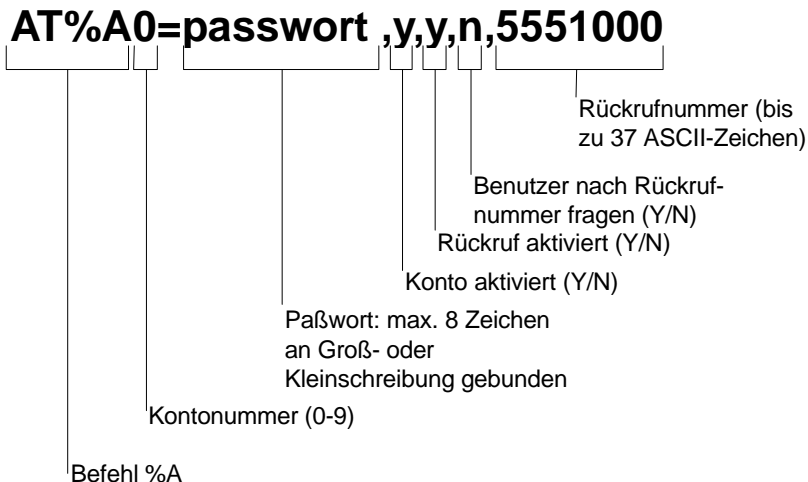 AT%A0=passwort ,y,y,n,5551000
Rückrufnummer (bis
zu 37 ASCII-Zeichen)
Benutzer nach Rückruf-
nummer fragen (Y/N)
Rückruf aktiviert (Y/N)
Konto aktiviert (Y/N)
Paßwort: max. 8 Zeichen
an Groß- oder
Kleinschreibung gebunden
Kontonummer (0-9)
Befehl %A